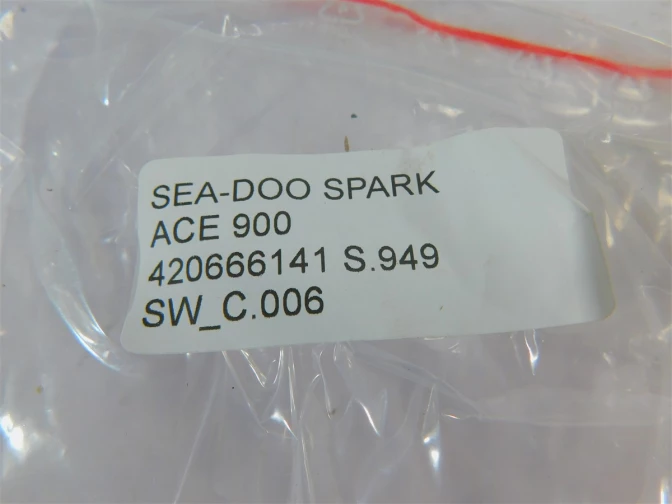 SEA-DOO SPARK
ACE 900
420666141 S.949
SW_C.006